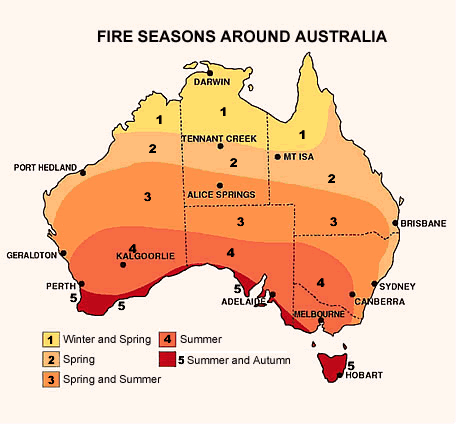 FIRE SEASONS AROUND AUSTRALIA
DARWIN
1
1
1
TENNANT CREEK
2
2
MT ISA
PORT HEDLAND
2
3
ALICE SPRINGS
3
3
BRISBANE
4
4
GERALDTON
KALGOORLIE
4
PERTH
5
5
5
SYDNEY
ADELAIDE
CANBERRA
MELBOURNE
1 Winter and Spring
4 Summer
2 Spring
5 Summer and Autumn
3 Spring and Summer
5
HOBART